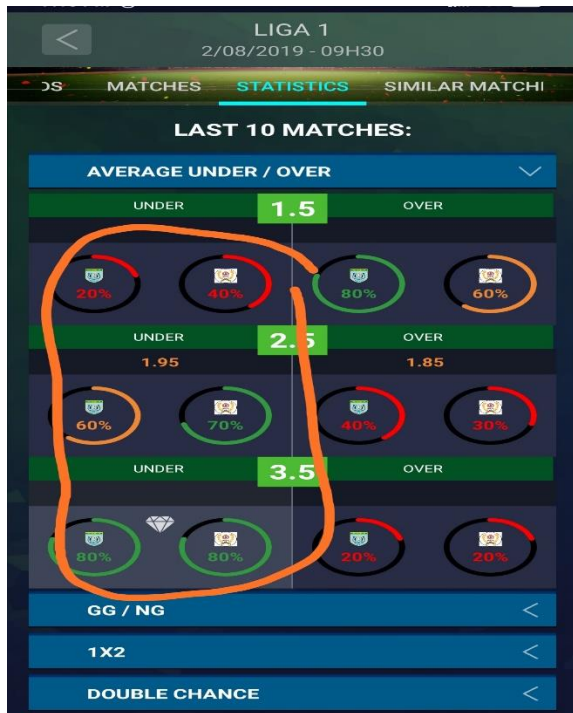 LIGA 1
2/08/2019 - 09H30
MATCHES STATISTICS SIMILAR MATCHI
LAST 10 MATCHES:
AVERAGE UNDER / OVER
UNDER 1.5 OVER
20% 40% 80% 60%
UNDER 2.5 OVER
1.95 1.85
60% 70% 40% 30%
UNDER 3.5 OVER
80% 80% 20% 20%
GG / NG
1X2
DOUBLE CHANCE